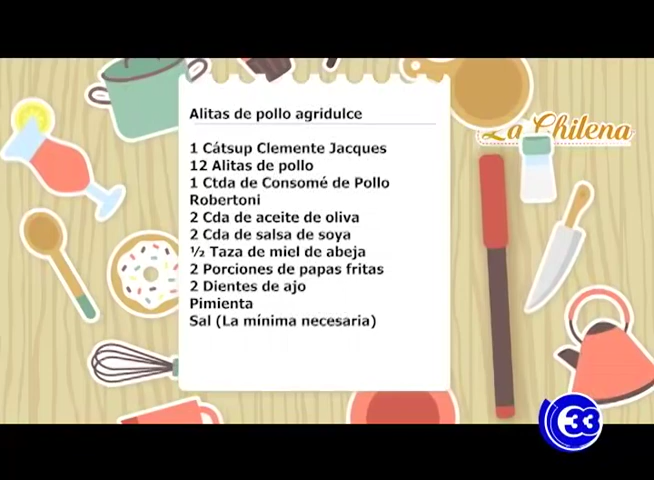 Alitas de pollo agridulce
1 Cátsup Clemente Jacques
12 Alitas de pollo
1 Ctda de Consomé de Pollo
Robertoni
2 Cda de aceite de oliva
2 Cda de salsa de soya
½ Taza de miel de abeja
2 Porciones de papas fritas
2 Dientes de ajo
Pimienta
Sal (La mínima necesaria)
La Chilena
33